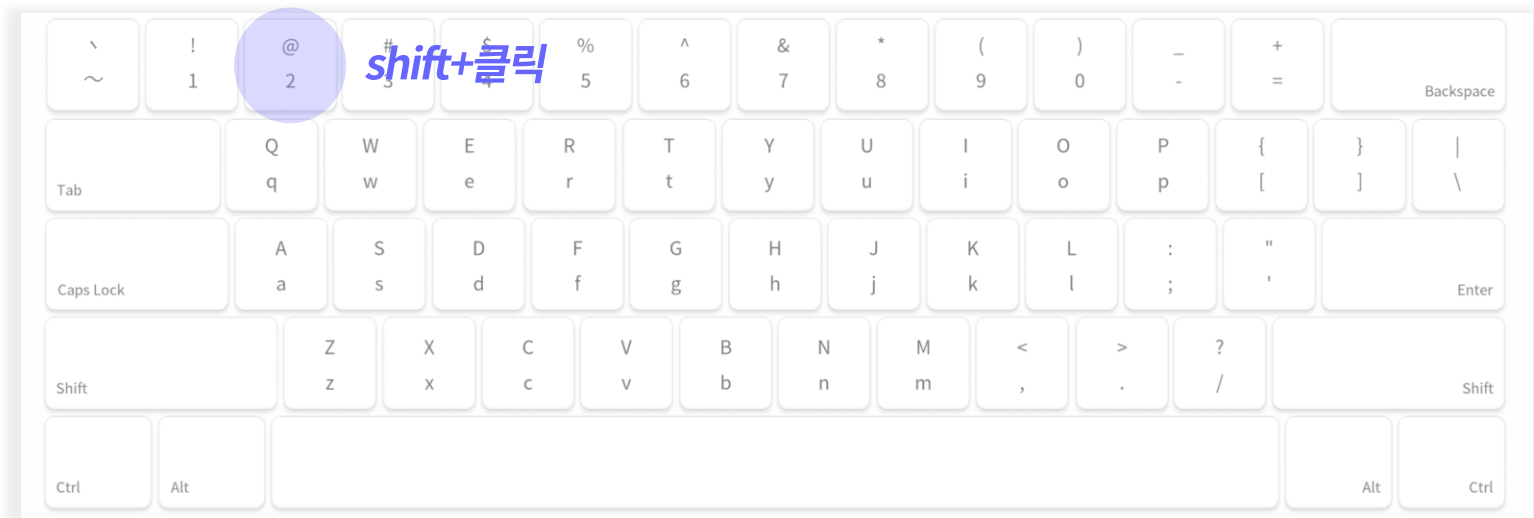 、 ! @ # $ % ^ & * ( ) _ +
～ 1 2 3 4 5 6 7 8 9 0 - = Backspace
shift+클릭
Q W E R T Y U I O P { } |
Tab q w e r t y u i o p [ ] \
A S D F G H J K L : "
Caps Lock a s d f g h j k l ; ' Enter
Z X C V B N M < > ?
Shift z x c v b n m , . / Shift
Ctrl Alt Alt Ctrl